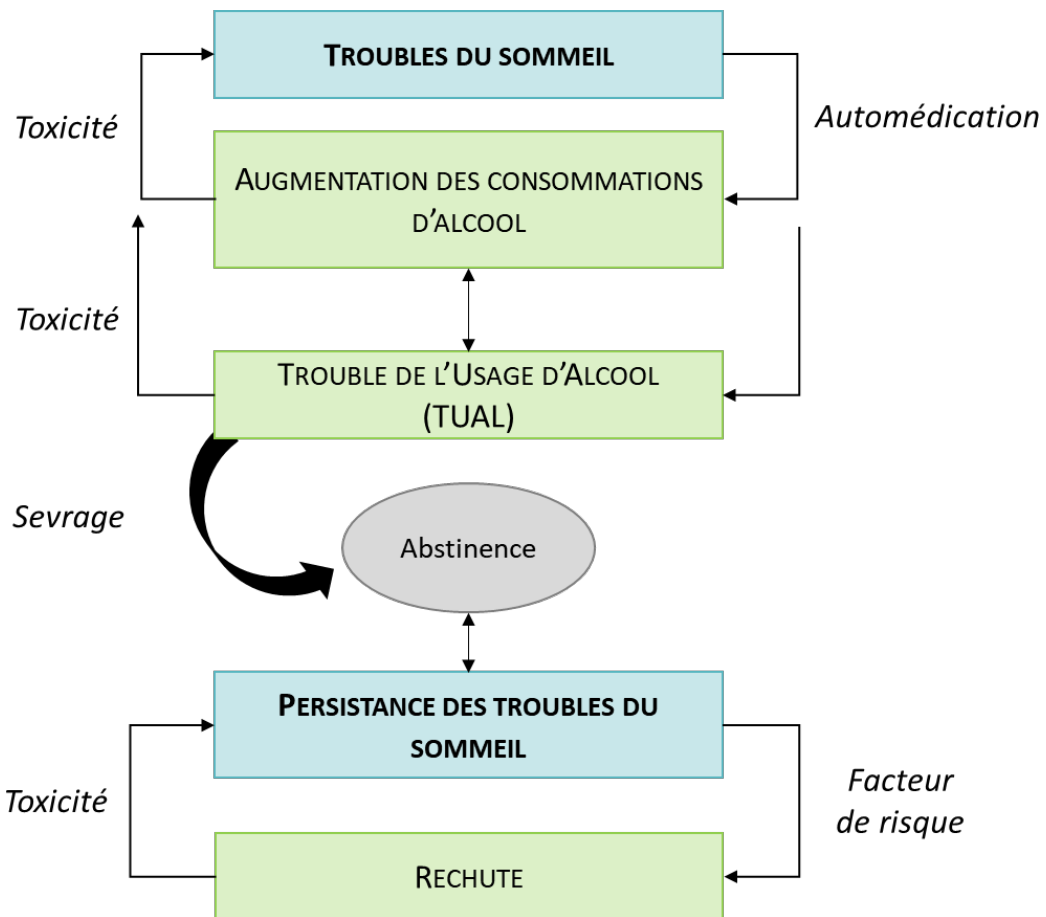 TROUBLES DU SOMMEIL
Toxicité
Automédication
AUGMENTATION DES CONSOMMATIONS
D'ALCOOL
Toxicité
TROUBLE DE L'USAGE D'ALCOOL
(TUAL)
Sevrage
Abstinence
PERSISTANCE DES TROUBLES DU
SOMMEIL
Toxicité
Facteur
de risque
RECHUTE